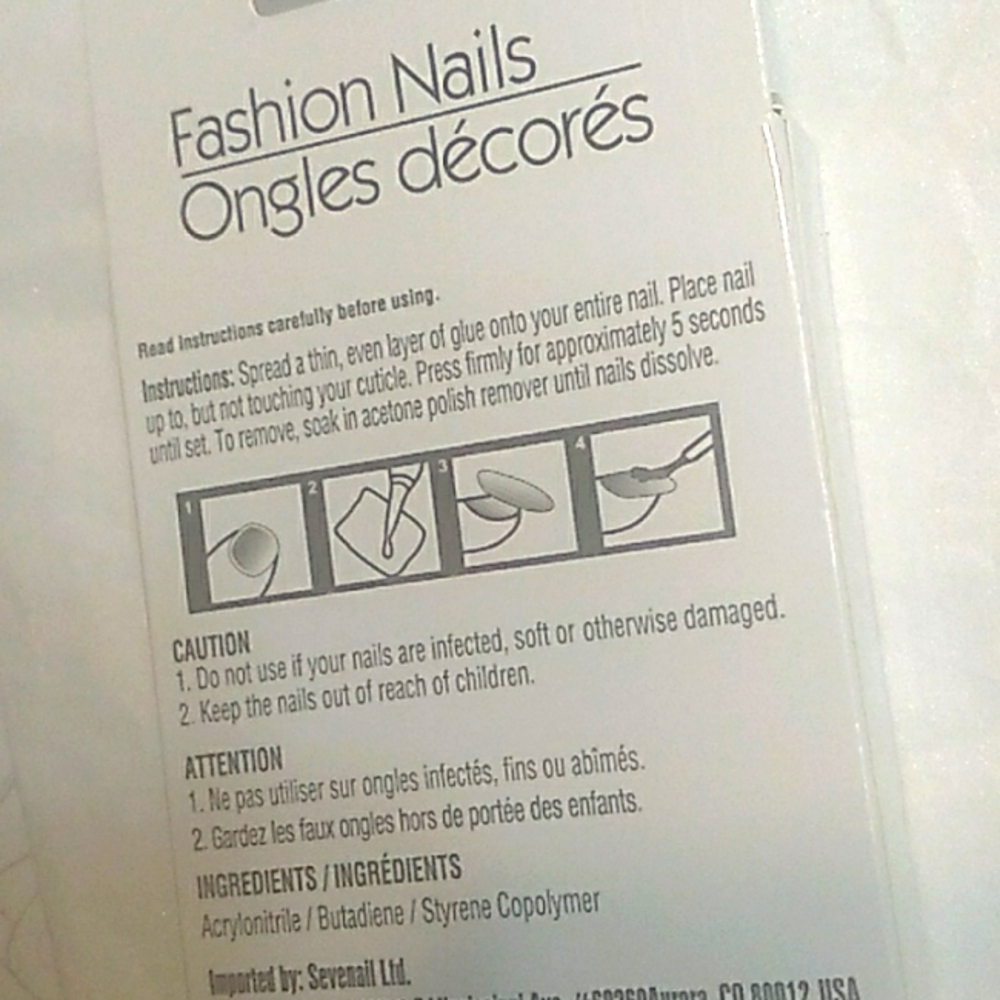 Fashion Nails
Ongles décorés
Read instructions carefully before using.
Instructions: Spread a thin, even layer of glue onto your entire nail. Place nail
up to, but not touching your cuticle. Press firmly for approximately 5 seconds
until set. To remove, soak in acetone polish remover until nails dissolve.
1 2 3 4
CAUTION
1. Do not use if your nails are infected, soft or otherwise damaged.
2. Keep the nails out of reach of children.
ATTENTION
1. Ne pas utiliser sur ongles infectés, fins ou abîmés.
2. Gardez les faux ongles hors de portée des enfants.
INGREDIENTS / INGRÉDIENTS
Acrylonitrile / Butadiene / Styrene Copolymer
Imported by: Sevenail Ltd.
CO 80012 USA